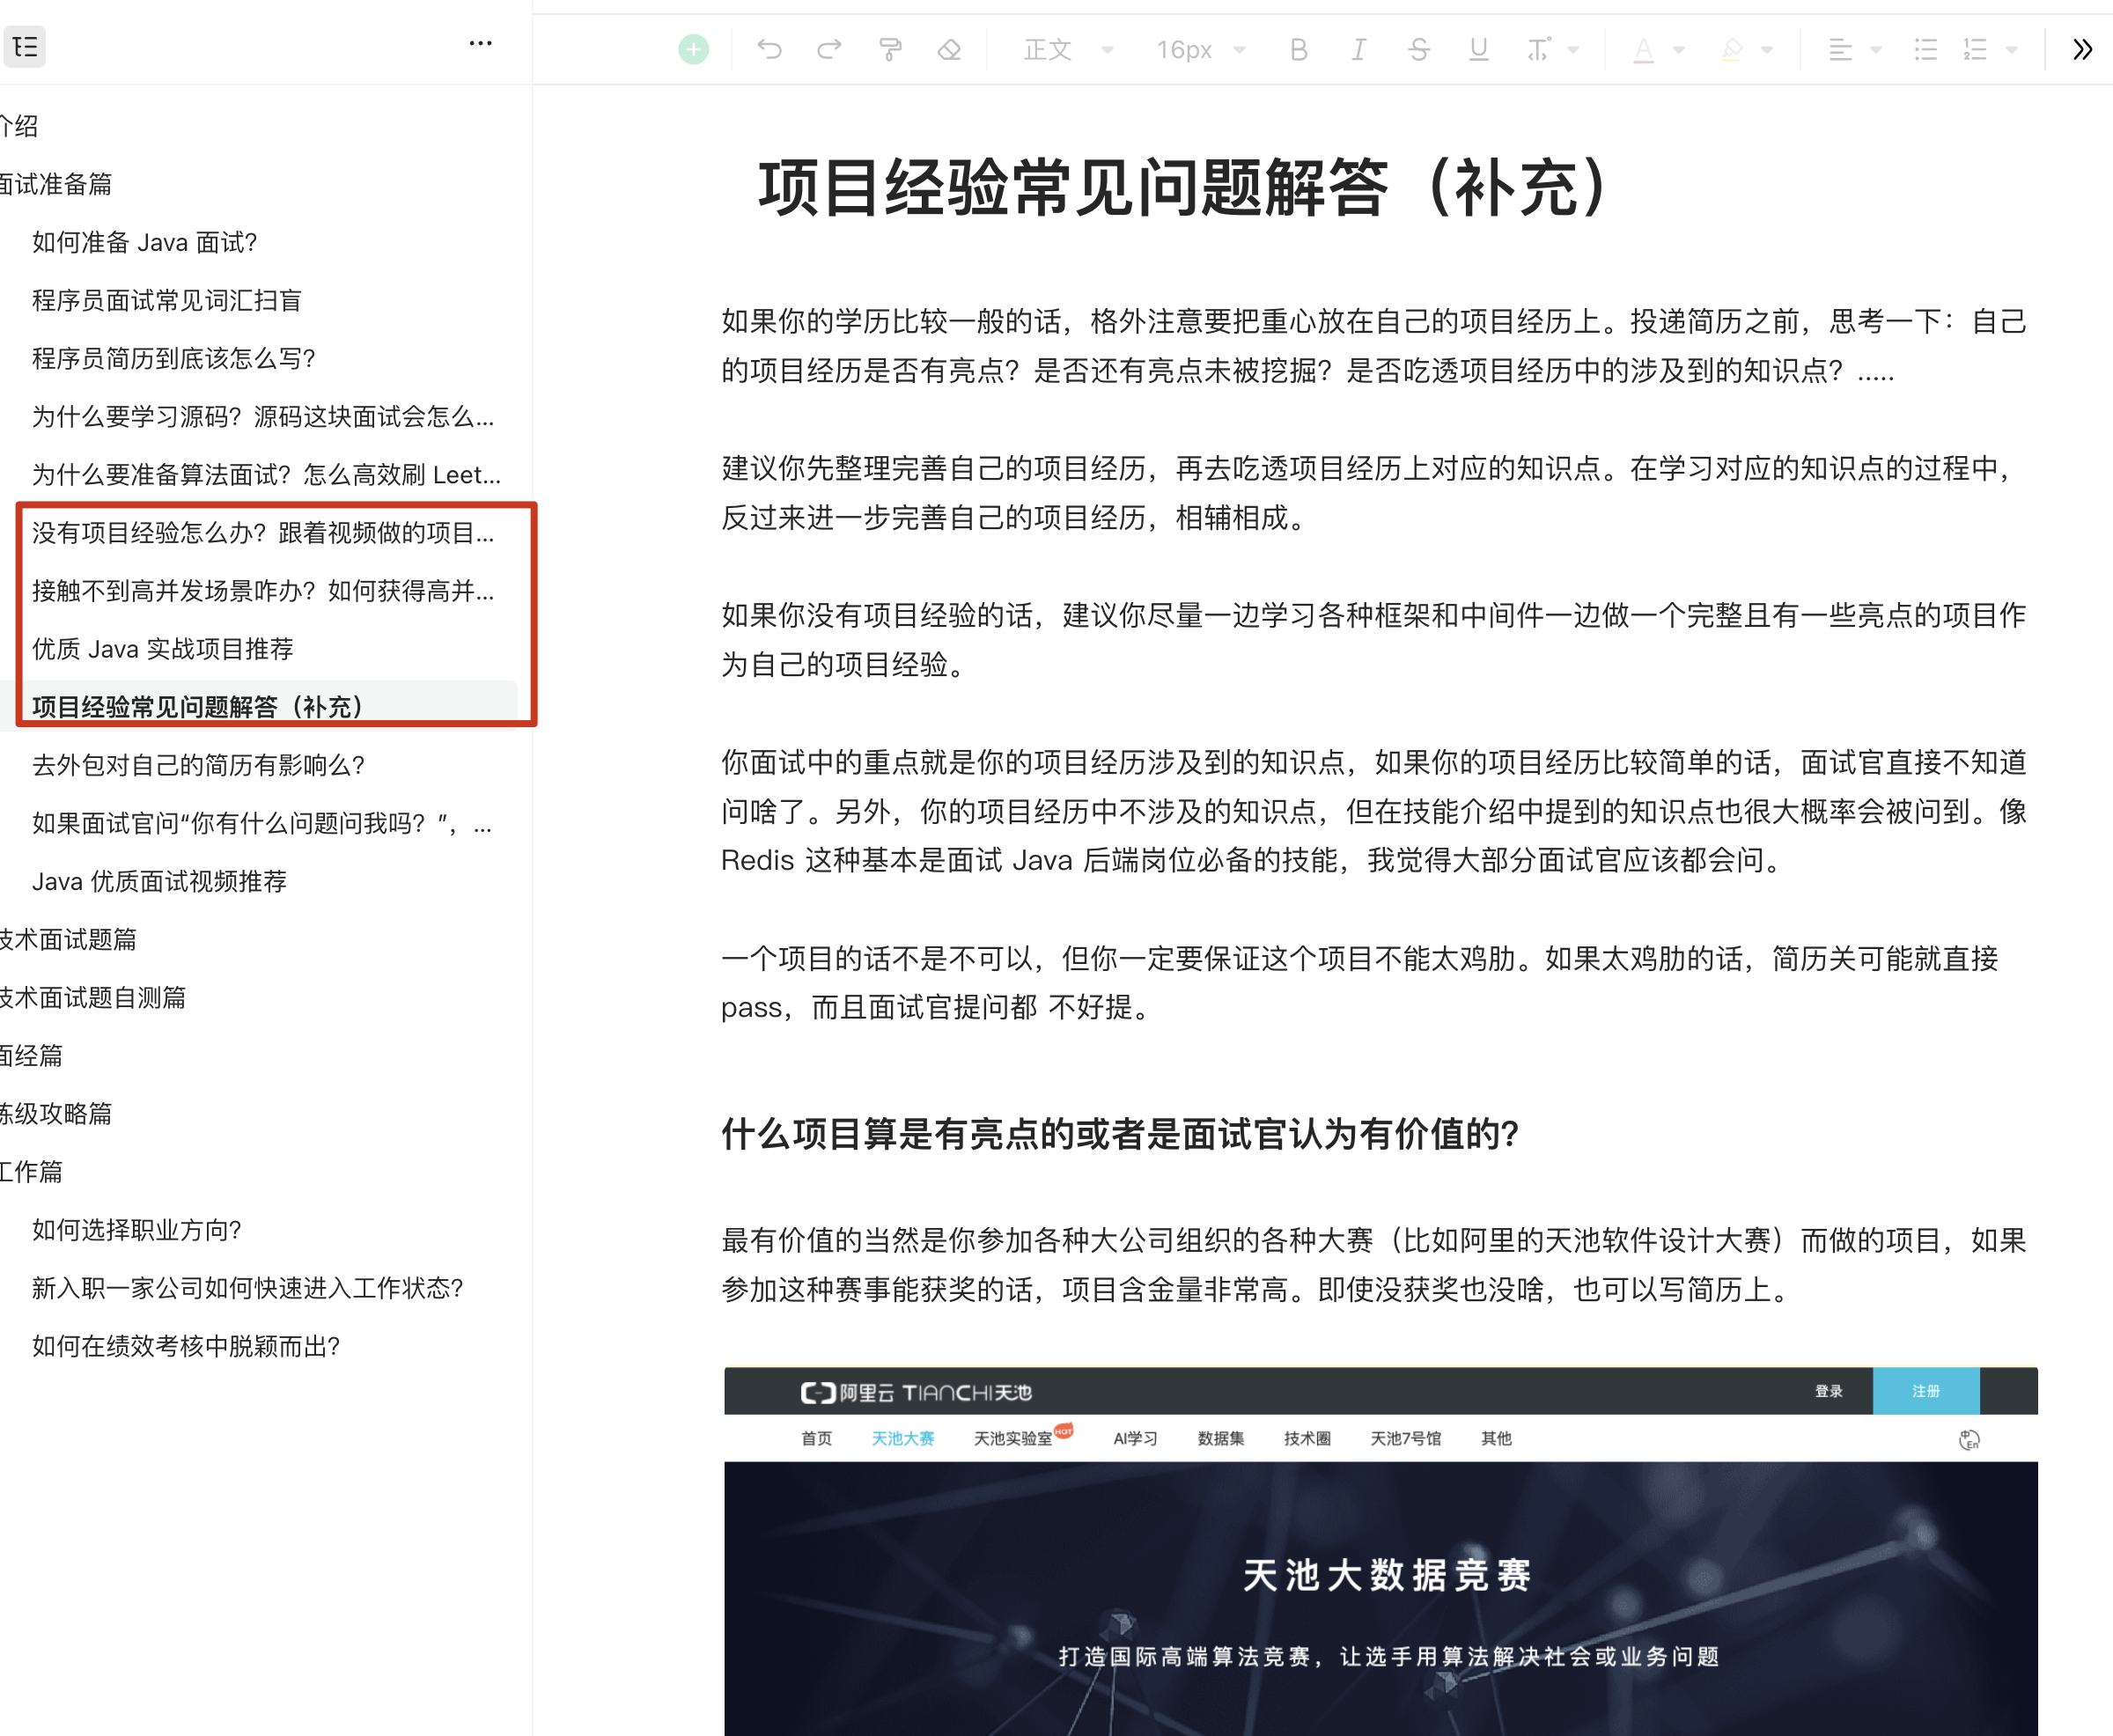 正文
16px
介绍
面试准备篇
如何准备 Java 面试?
程序员面试常见词汇扫盲
程序员简历到底该怎么写?
为什么要学习源码？源码这块面试会怎么...
为什么要准备算法面试？怎么高效刷 Leet...
没有项目经验怎么办？跟着视频做的项目...
接触不到高并发场景咋办？如何获得高并...
优质 Java 实战项目推荐
项目经验常见问题解答（补充）
去外包对自己的简历有影响么?
如果面试官问“你有什么问题问我吗？”，...
Java 优质面试视频推荐
技术面试题篇
技术面试题自测篇
面经篇
练级攻略篇
工作篇
如何选择职业方向?
新入职一家公司如何快速进入工作状态?
如何在绩效考核中脱颖而出?
项目经验常见问题解答（补充）
如果你的学历比较一般的话，格外注意要把重心放在自己的项目经历上。投递简历之前，思考一下：自己
的项目经历是否有亮点？是否还有亮点未被挖掘？是否吃透项目经历中的涉及到的知识点？.....
建议你先整理完善自己的项目经历，再去吃透项目经历上对应的知识点。在学习对应的知识点的过程中，
反过来进一步完善自己的项目经历，相辅相成。
如果你没有项目经验的话，建议你尽量一边学习各种框架和中间件一边做一个完整且有一些亮点的项目作
为自己的项目经验。
你面试中的重点就是你的项目经历涉及到的知识点，如果你的项目经历比较简单的话，面试官直接不知道
问啥了。另外，你的项目经历中不涉及的知识点，但在技能介绍中提到的知识点也很大概率会被问到。像
Redis 这种基本是面试 Java 后端岗位必备的技能，我觉得大部分面试官应该都会问。
一个项目的话不是不可以，但你一定要保证这个项目不能太鸡肋。如果太鸡肋的话，简历关可能就直接
pass，而且面试官提问都 不好提。
什么项目算是有亮点的或者是面试官认为有价值的?
最有价值的当然是你参加各种大公司组织的各种大赛（比如阿里的天池软件设计大赛）而做的项目，如果
参加这种赛事能获奖的话，项目含金量非常高。即使没获奖也没啥，也可以写简历上。
阿里云 TIANCHI天池
登录
注册
首页
天池大赛
天池实验室
HOT
AI学习
数据集
技术圈
天池7号馆
其他
中
En
天池大数据竞赛
打造国际高端算法竞赛，让选手用算法解决社会或业务问题